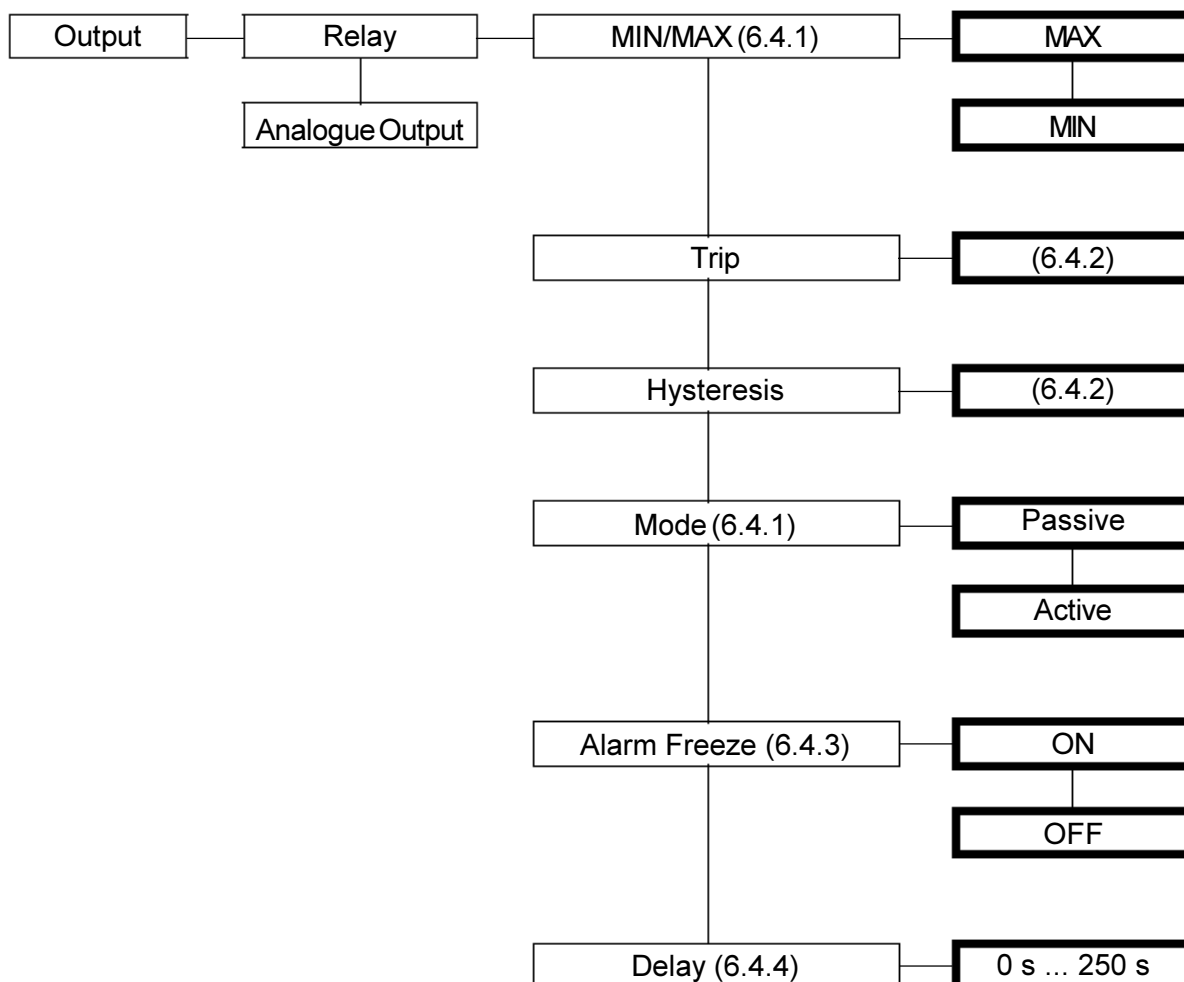 Output
Relay
MIN/MAX (6.4.1)
MAX
Analogue Output
MIN
Trip
(6.4.2)
Hysteresis
(6.4.2)
Mode (6.4.1)
Passive
Active
Alarm Freeze (6.4.3)
ON
OFF
Delay (6.4.4)
0 s ... 250 s